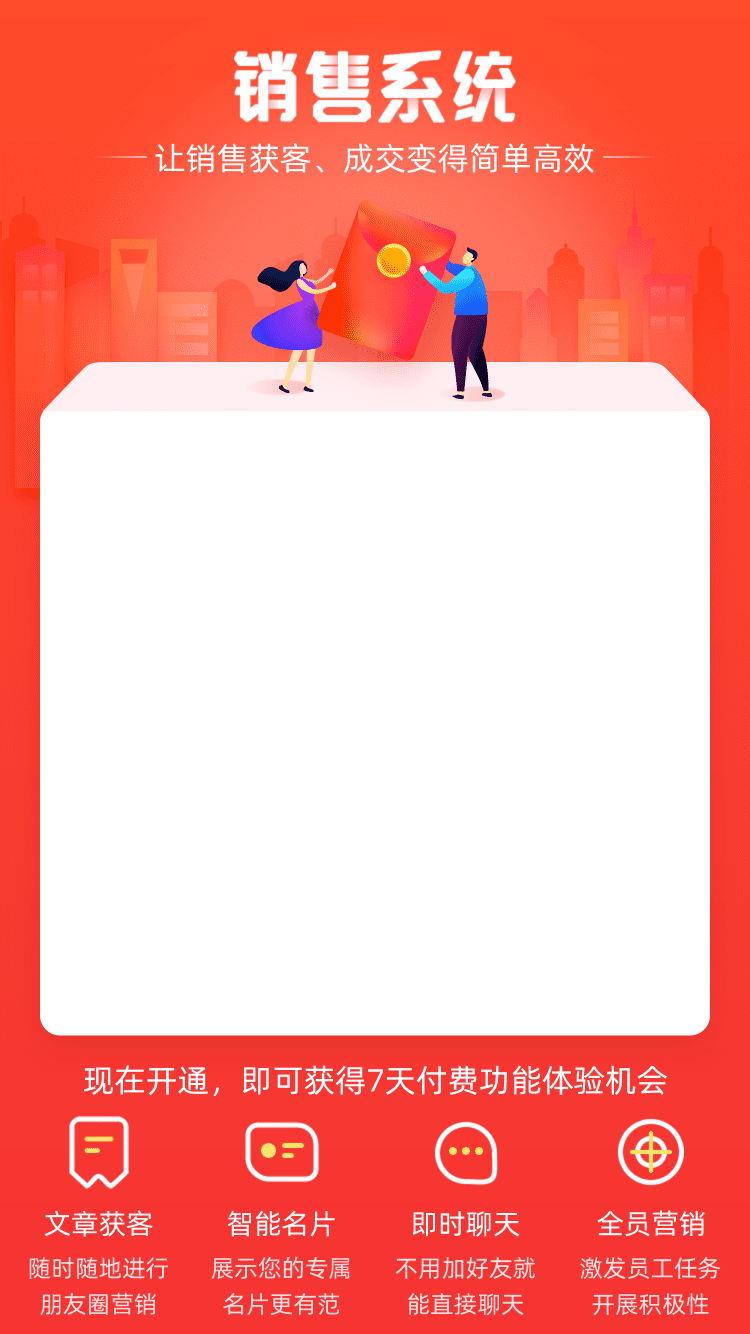 销售系统
让销售获客、成交变得简单高效
现在开通，即可获得7天付费功能体验机会
文章获客
随时随地进行
朋友圈营销
智能名片
展示您的专属
名片更有范
即时聊天
不用加好友就
能直接聊天
全员营销
激发员工任务
开展积极性